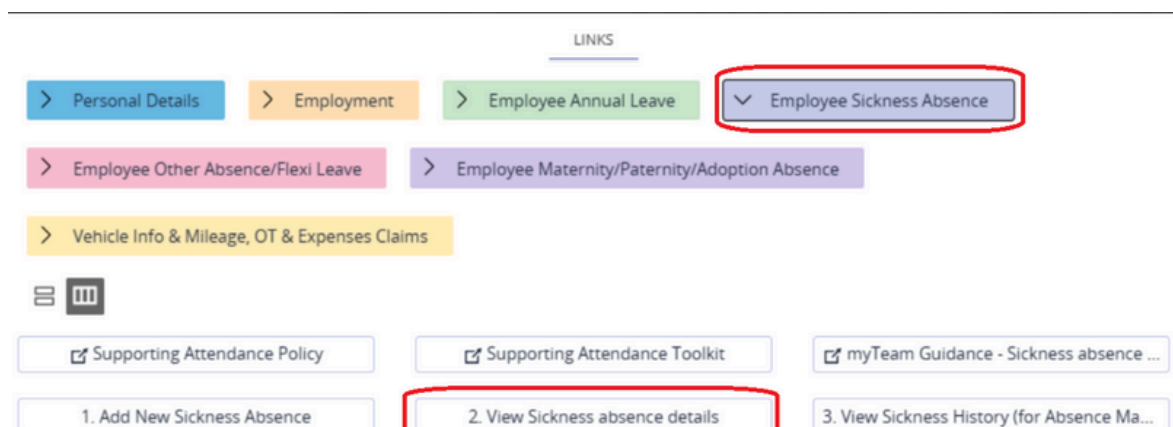 LINKS
Personal Details
Employment
Employee Annual Leave
Employee Sickness Absence
Employee Other Absence/Flexi Leave
Employee Maternity/Paternity/Adoption Absence
Vehicle Info & Mileage, OT & Expenses Claims
Supporting Attendance Policy
Supporting Attendance Toolkit
myTeam Guidance - Sickness absence ...
1. Add New Sickness Absence
2. View Sickness absence details
3. View Sickness History (for Absence Ma...